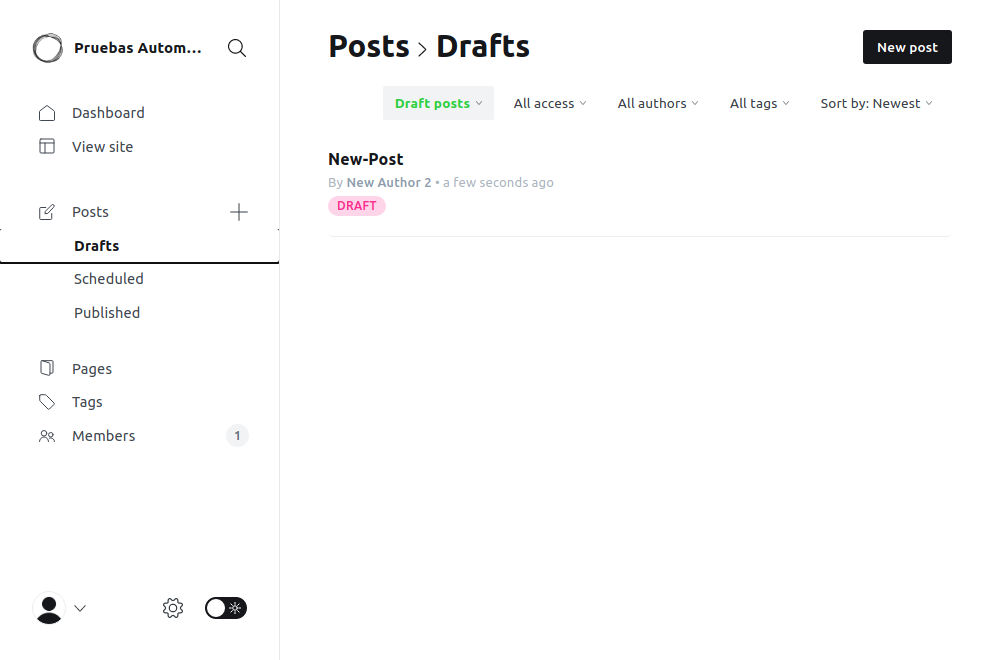 Pruebas Autom...
Dashboard
View site
Posts
Drafts
Scheduled
Published
Pages
Tags
Members 1
Posts > Drafts
New post
Draft posts
All access
All authors
All tags
Sort by: Newest
New-Post
By New Author 2 • a few seconds ago
DRAFT